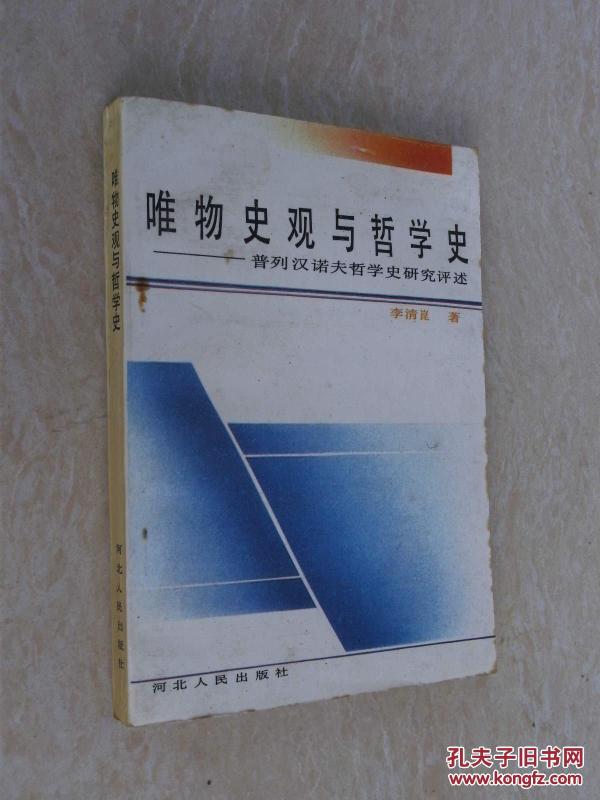 唯物史观与哲学史
——普列汉诺夫哲学史研究评述
李清崑 著
河北人民出版社
唯物史观与哲学史
河北人民出版社
孔夫子旧书网
www.kongfz.com